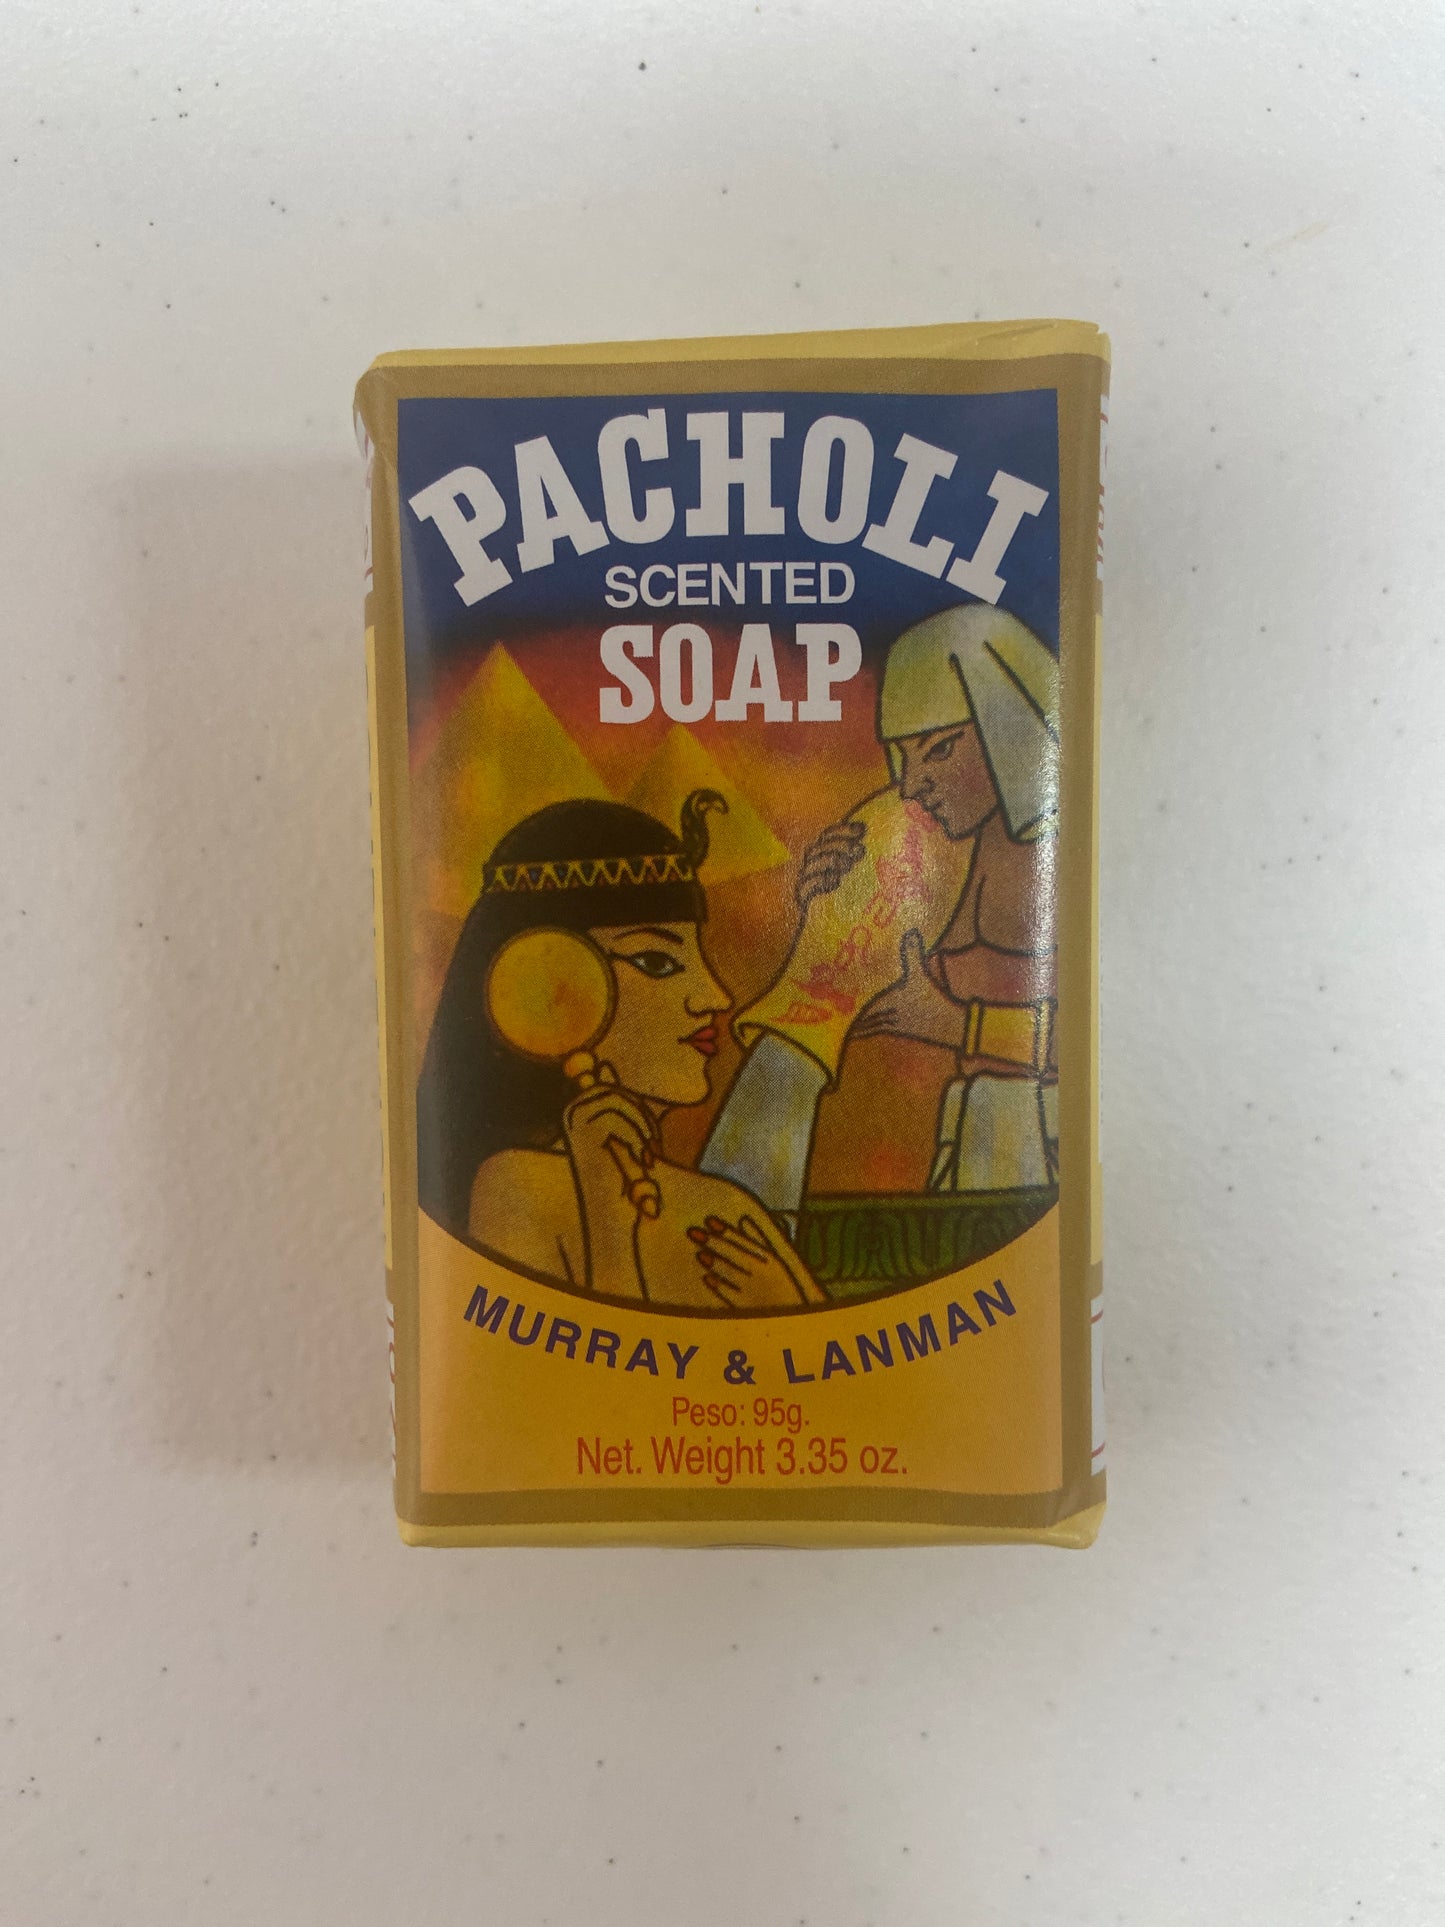 PACHOLI
SCENTED
SOAP
MURRAY & LANMAN
Peso: 95g.
Net. Weight 3.35 oz.